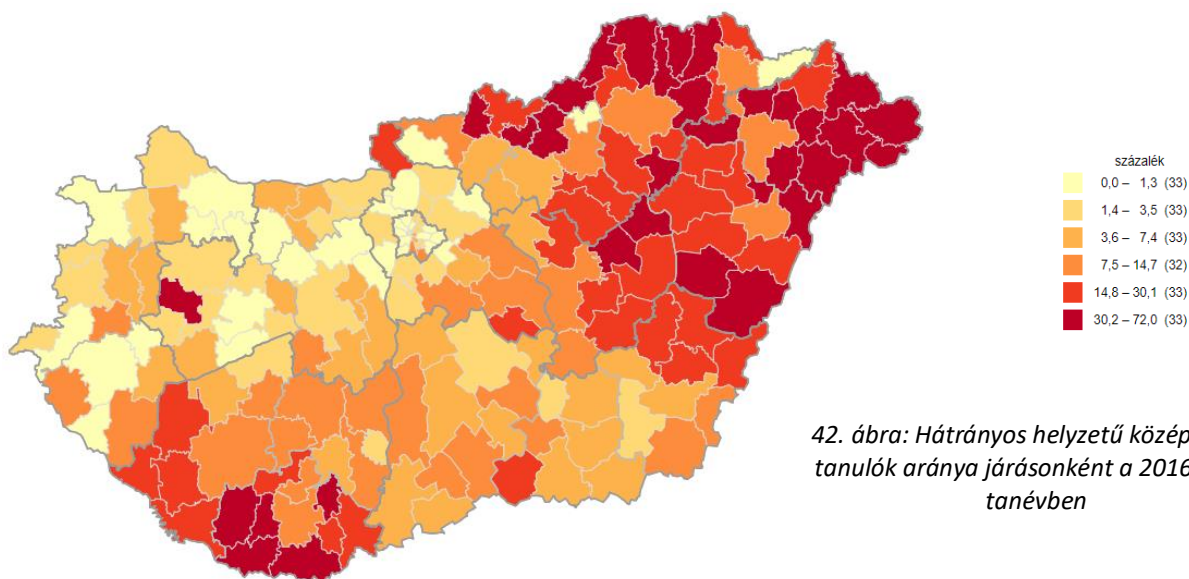 százalék
0,0 – 1,3 (33)
1,4 – 3,5 (33)
3,6 – 7,4 (33)
7,5 – 14,7 (32)
14,8 – 30,1 (33)
30,2 – 72,0 (33)
42. ábra: Hátrányos helyzetű közép
tanulók aránya járásonként a 2016
tanévben